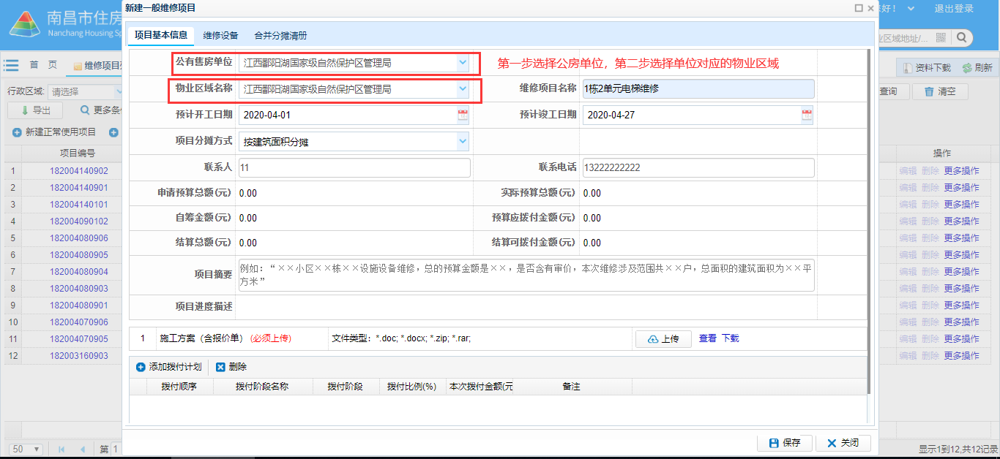 新建一般维修项目
南昌市住房
Nanchang Housing Sp
好! 退出登录
业区域地址/...
首 页 维修项目
资料下载 刷新
行政区域: 请选择
查询 清空
导出 更多条
新建正常使用项目
项目基本信息 维修设备 合并分摊清册
公有售房单位 江西鄱阳湖国家级自然保护区管理局 第一步选择公房单位，第二步选择单位对应的物业区域
物业区域名称 江西鄱阳湖国家级自然保护区管理局 维修项目名称 1栋2单元电梯维修
预计开工日期 2020-04-01 预计竣工日期 2020-04-27
项目分摊方式 按建筑面积分摊
联系人 11 联系电话 13222222222
申请预算总额(元) 0.00 实际预算总额(元) 0.00
自筹金额(元) 0.00 预算应拨付金额(元) 0.00
结算总额(元) 0.00 结算可拨付金额(元) 0.00
项目摘要 例如：“××小区××栋××设施设备维修，总的预算金额是××，是否含有审价，本次维修涉及范围共××户，总面积的建筑面积为××平
方米”
项目进度描述
1 施工方案（含报价单） (必须上传) 文件类型：*.doc; *.docx; *.zip; *.rar; 上传 查看 下载
添加拨付计划 删除
拨付顺序 拨付阶段名称 拨付阶段 拨付比例(%) 本次拨付金额(元 备注
保存 关闭
项目编号 操作
1 182004140902 编辑 删除 更多操作
2 182004140901 编辑 删除 更多操作
3 182004140101 编辑 删除 更多操作
4 182004090102 编辑 删除 更多操作
5 182004080906 编辑 删除 更多操作
6 182004080905 编辑 删除 更多操作
7 182004080904 编辑 删除 更多操作
8 182004080903 编辑 删除 更多操作
9 182004080901 编辑 删除 更多操作
10 182004070906 编辑 删除 更多操作
11 182004070905 编辑 删除 更多操作
12 182003160903 编辑 删除 更多操作
50 第 1
显示1到12,共12记录